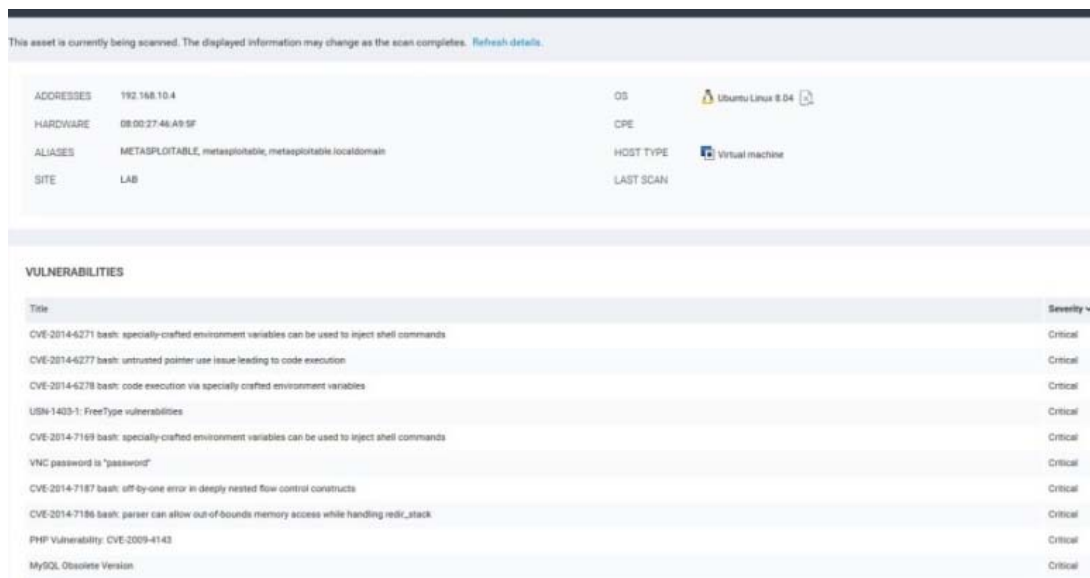 This asset is currently being scanned. The displayed information may change as the scan completes. Refresh details.
ADDRESSES 192.168.10.4 OS Ubuntu Linux 8.04
HARDWARE 08:00:27:46:A9:5F CPE
ALIASES METASPLOITABLE, metasploitable, metasploitable.localdomain HOST TYPE Virtual machine
SITE LAB LAST SCAN
VULNERABILITIES
Title Severity
CVE-2014-6271 bash: specially-crafted environment variables can be used to inject shell commands Critical
CVE-2014-6277 bash: untrusted pointer use issue leading to code execution Critical
CVE-2014-6278 bash: code execution via specially crafted environment variables Critical
USN-1403-1: FreeType vulnerabilities Critical
CVE-2014-7169 bash: specially-crafted environment variables can be used to inject shell commands Critical
VNC password is "password" Critical
CVE-2014-7187 bash: off-by-one error in deeply nested flow control constructs Critical
CVE-2014-7186 bash: parser can allow out-of-bounds memory access while handling redir_stack Critical
PHP Vulnerability: CVE-2009-4143 Critical
MySQL Obsolete Version Critical